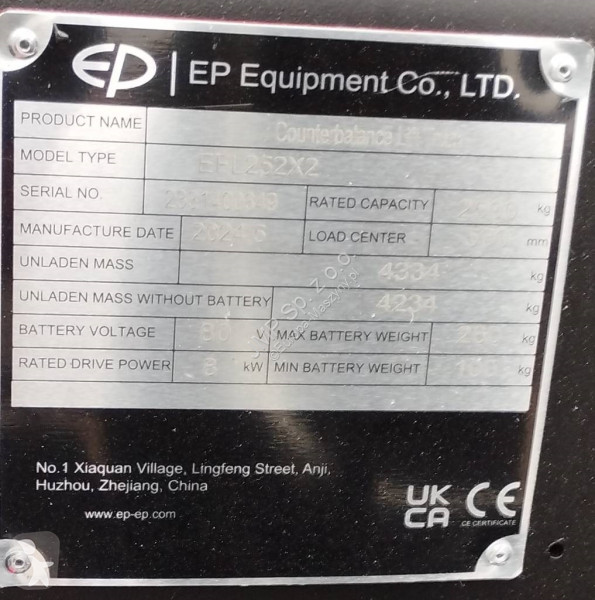 EP | EP Equipment Co., LTD.
PRODUCT NAME Counterbalance
MODEL TYPE
SERIAL NO. RATED CAPACITY kg
MANUFACTURE DATE LOAD CENTER mm
UNLADEN MASS 4334 kg
UNLADEN MASS WITHOUT BATTERY 4234 kg
BATTERY VOLTAGE 80 V MAX BATTERY WEIGHT kg
RATED DRIVE POWER 8 kW MIN BATTERY WEIGHT kg
No.1 Xiaquan Village, Lingfeng Street, Anji,
Huzhou, Zhejiang, China
www.ep-ep.com
UK
CA
CE
CE CERTIFICATE